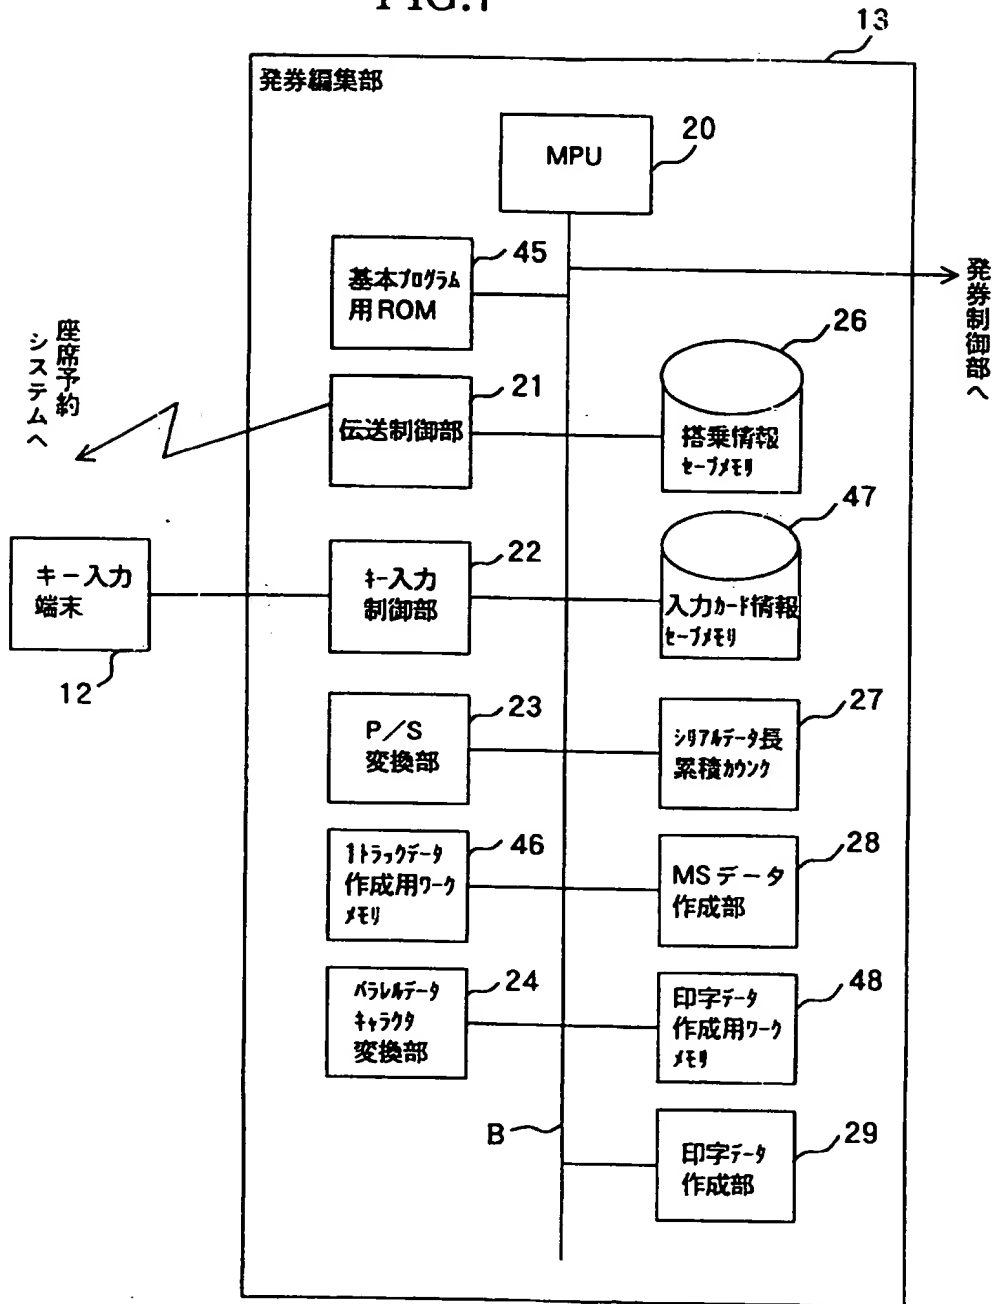 FIG.7
13
発券編集部
MPU
20
基本プログラム
用ROM
45
発券制御部へ
座席予約
システムへ
伝送制御部
21
搭乗情報
セーブメモリ
26
キー入力
端末
12
キー入力
制御部
22
入力カード情報
セーブメモリ
47
P/S
変換部
23
シリアルデータ長
累積カウンク
27
1トラックデータ
作成用ワーク
メモリ
46
MSデータ
作成部
28
パラレルデータ
キャラクタ
変換部
24
印字データ
作成用ワーク
メモリ
48
B
印字データ
作成部
29